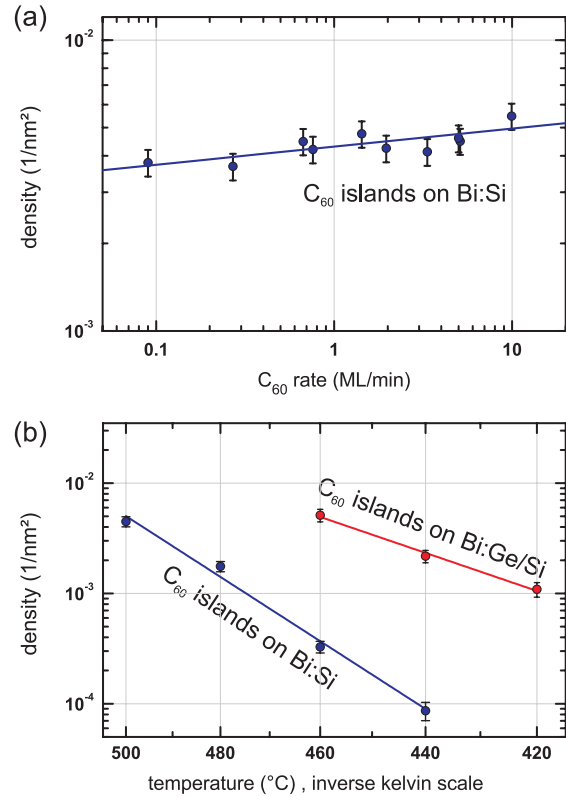 (a)
10⁻²
density (1/nm²)
C₆₀ islands on Bi:Si
10⁻³
0.1 1 10
C₆₀ rate (ML/min)
(b)
10⁻²
C₆₀ islands on Bi:Ge/Si
density (1/nm²)
10⁻³
C₆₀ islands on Bi:Si
10⁻⁴
500 480 460 440 420
temperature (°C) , inverse kelvin scale